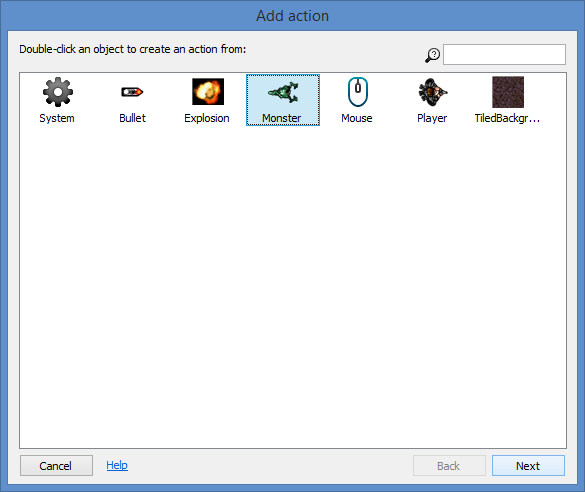 Add action
Double-click an object to create an action from:
System Bullet Explosion Monster Mouse Player TiledBackgr...
Cancel Help Back Next